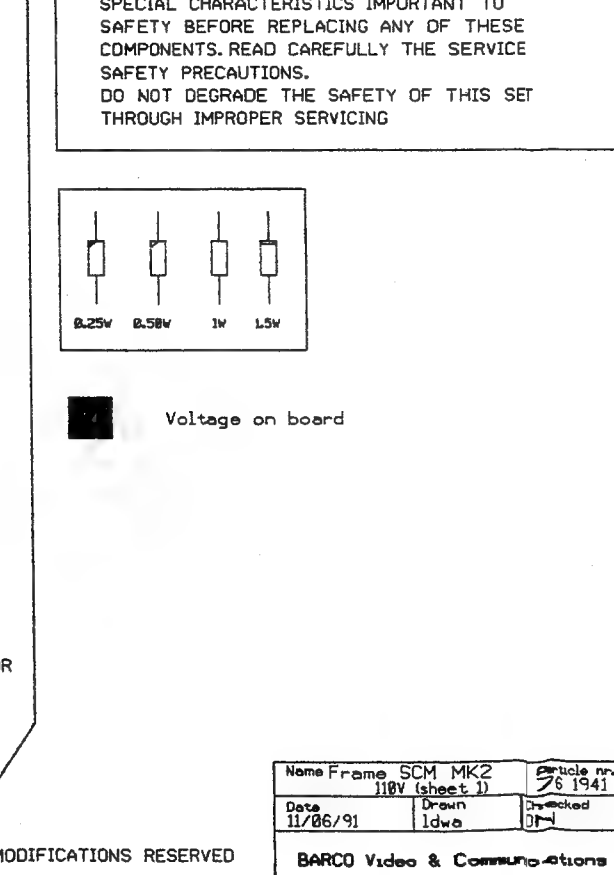 SPECIAL CHARACTERISTICS IMPORTANT TO
SAFETY BEFORE REPLACING ANY OF THESE
COMPONENTS. READ CAREFULLY THE SERVICE
SAFETY PRECAUTIONS.
DO NOT DEGRADE THE SAFETY OF THIS SET
THROUGH IMPROPER SERVICING
0.25W 0.50W 1W 1.5W
Voltage on board
R
Name Frame SCM MK2
110V (sheet 1)
Particle nr.
76 1941
Date
11/06/91
Drawn
ldwa
Checked
MODIFICATIONS RESERVED
BARCO Video & Communications